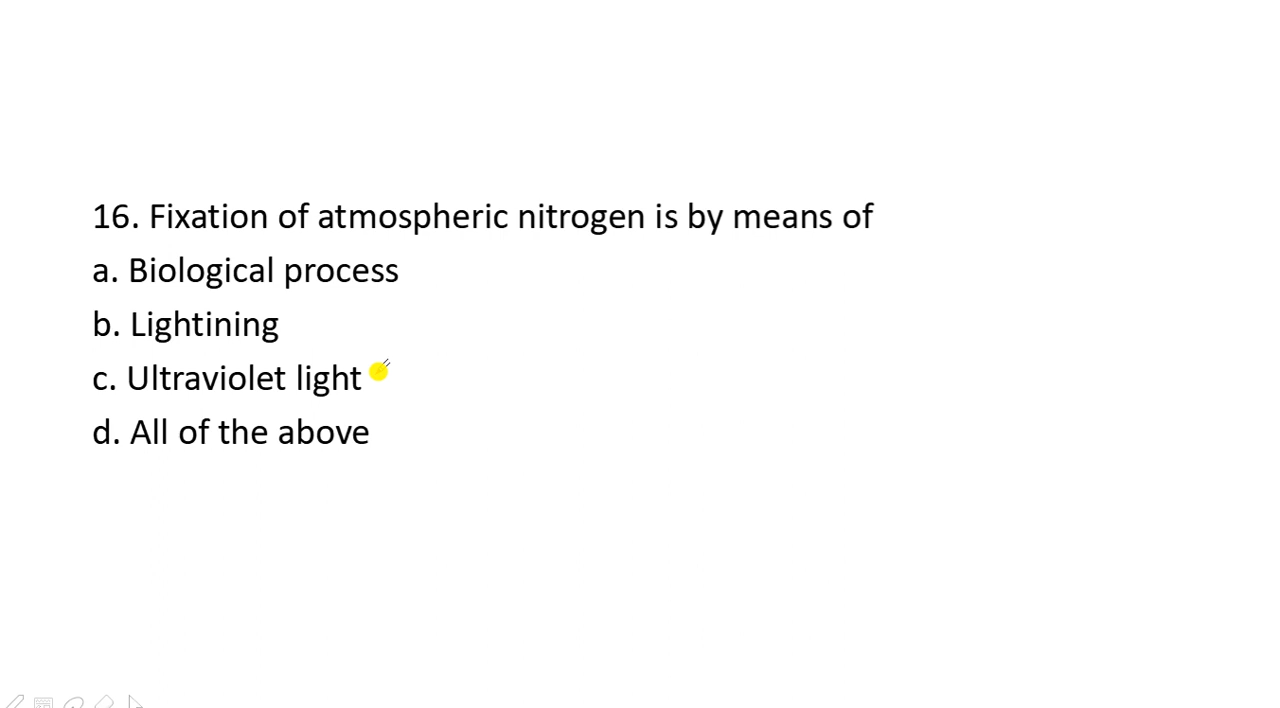 16. Fixation of atmospheric nitrogen is by means of
a. Biological process
b. Lightining
c. Ultraviolet light
d. All of the above